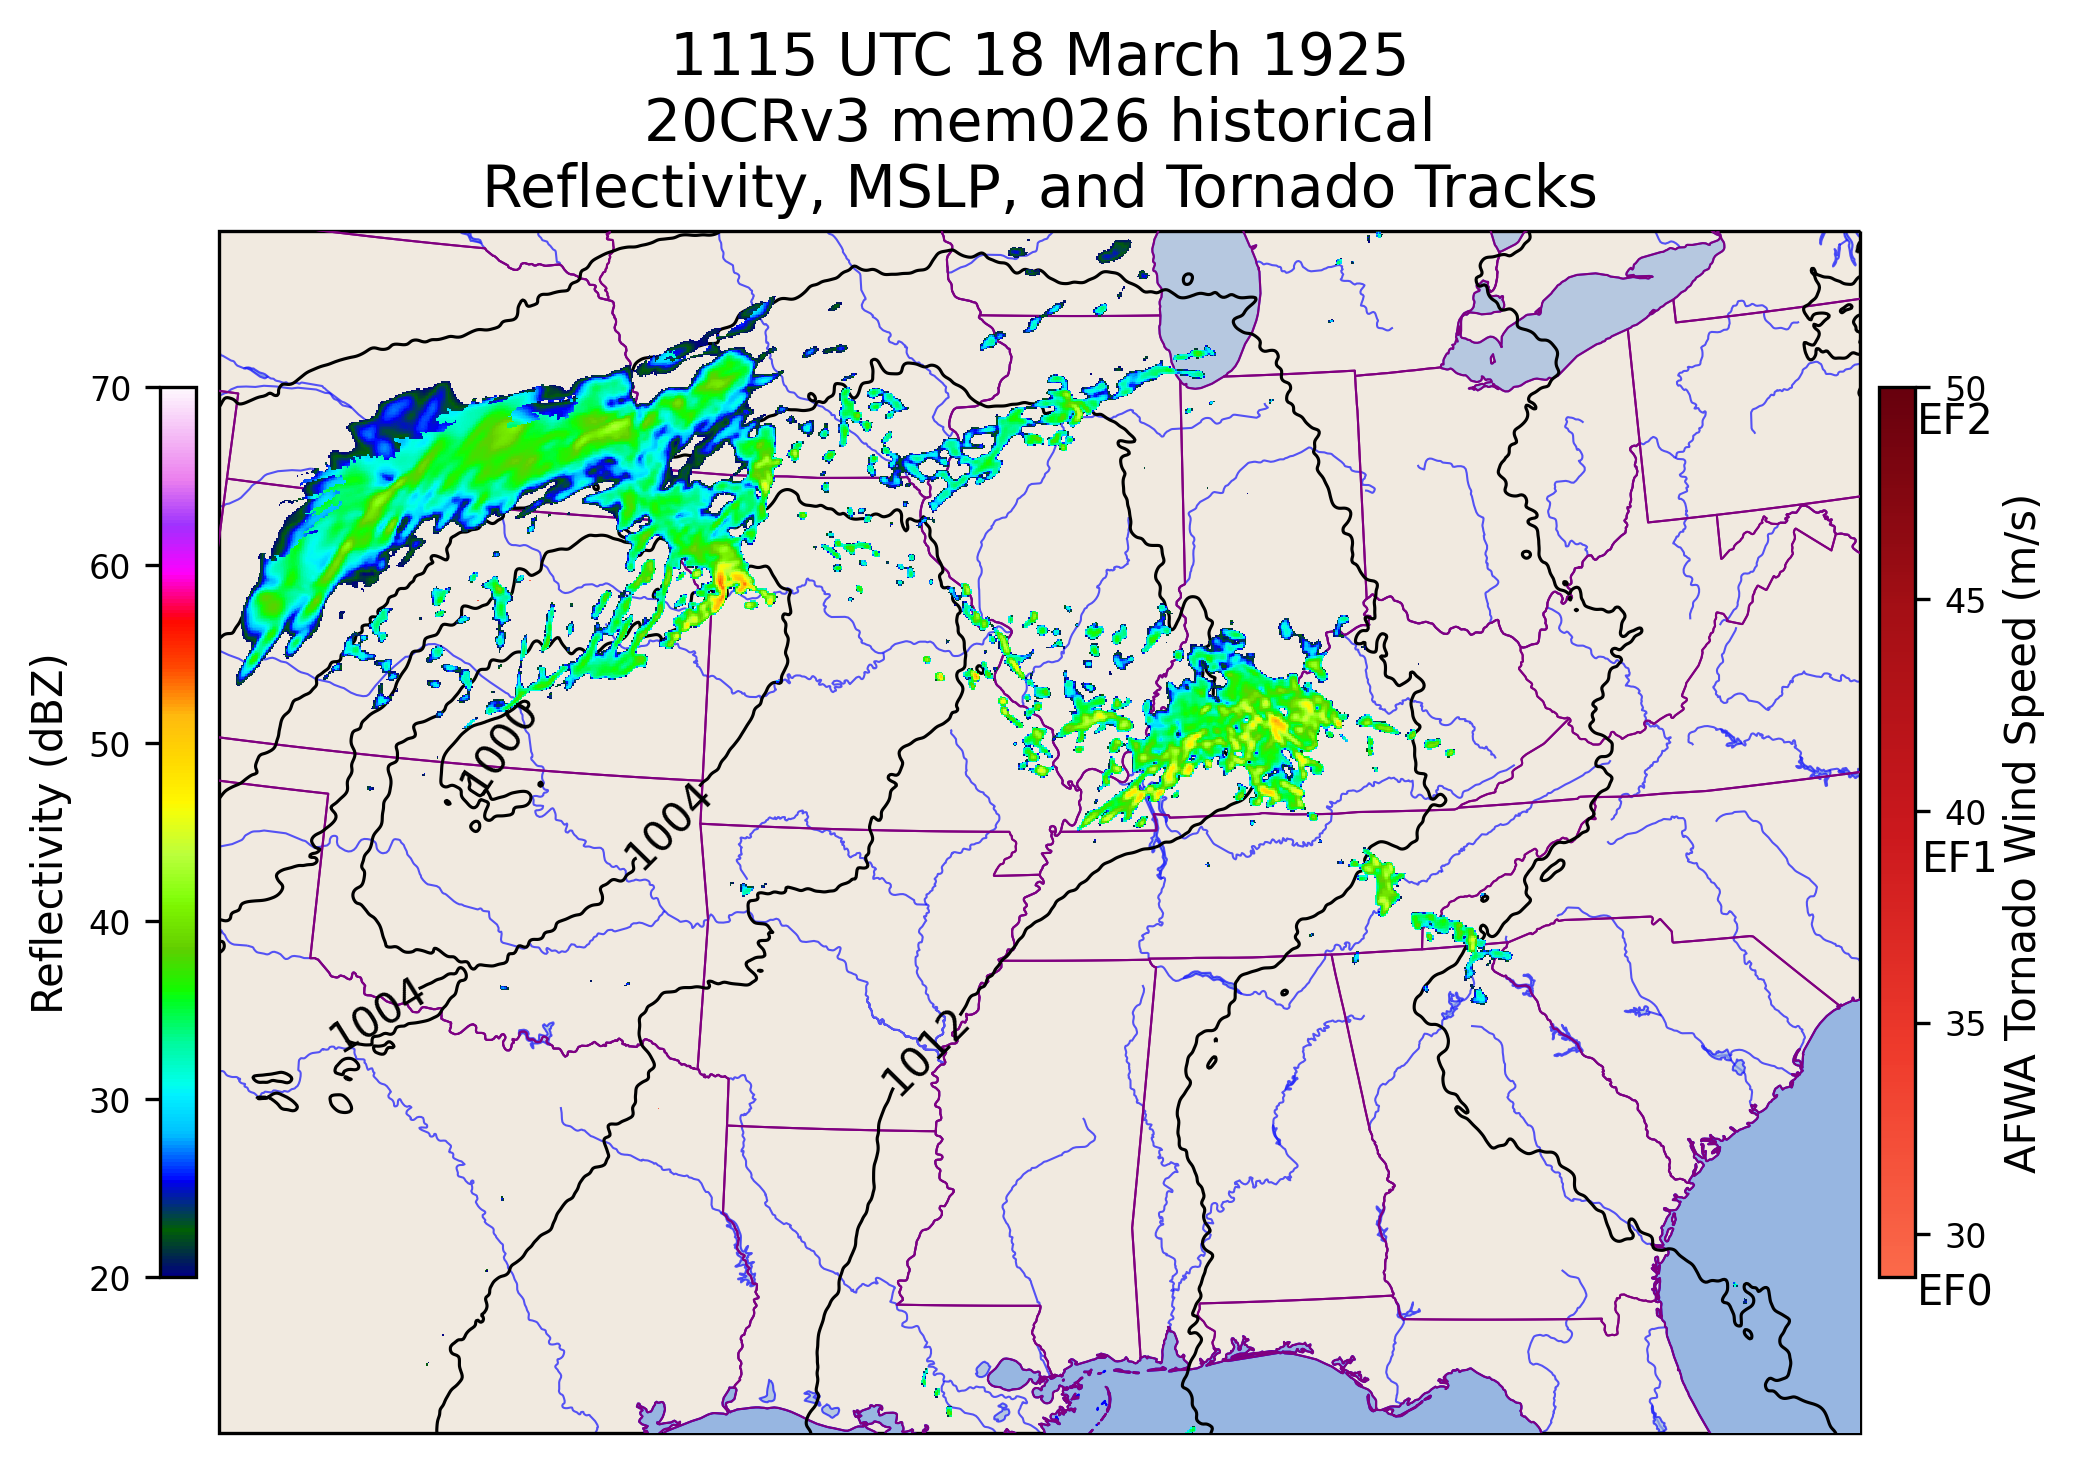 1115 UTC 18 March 1925
20CRv3 mem026 historical
Reflectivity, MSLP, and Tornado Tracks
Reflectivity (dBZ)
70
60
50
40
30
20
1000
1004
1004
1012
50
EF2
45
40
EF1
35
30
EF0
AFWA Tornado Wind Speed (m/s)